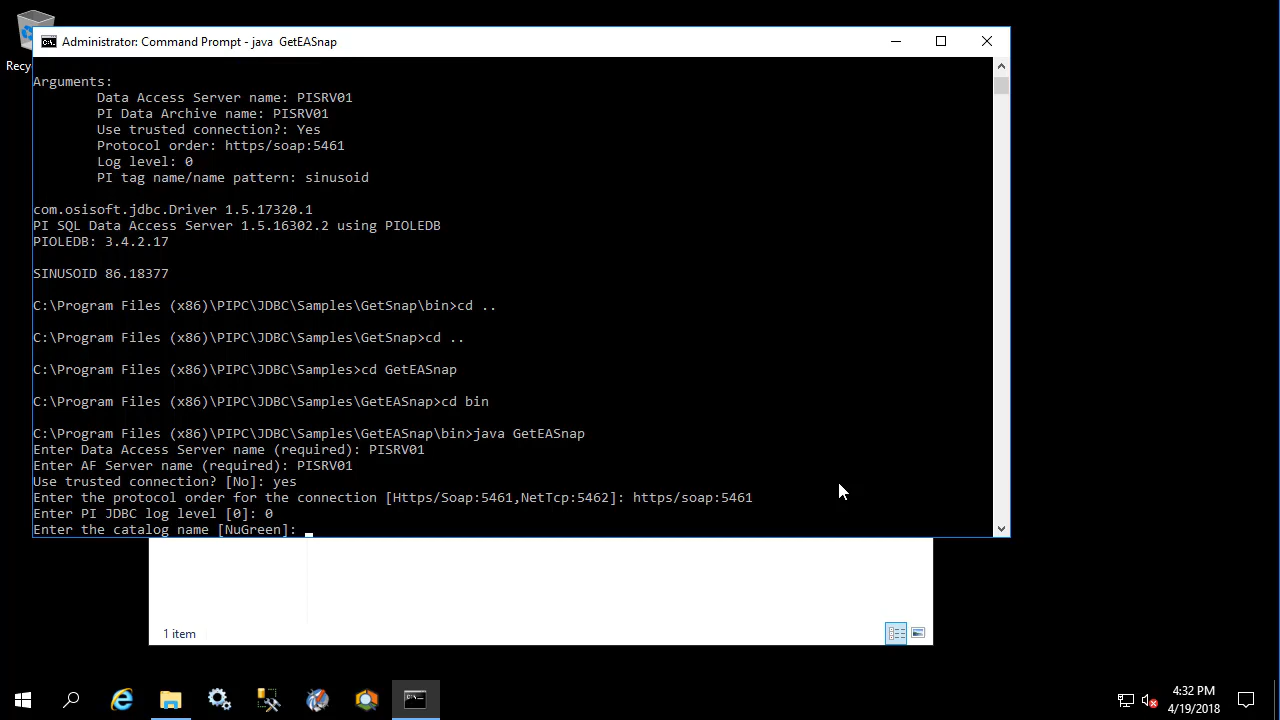 Recy
Administrator: Command Prompt - java  GetEASnap
Arguments:
Data Access Server name: PISRV01
PI Data Archive name: PISRV01
Use trusted connection?: Yes
Protocol order: https/soap:5461
Log level: 0
PI tag name/name pattern: sinusoid
com.osisoft.jdbc.Driver 1.5.17320.1
PI SQL Data Access Server 1.5.16302.2 using PIOLEDB
PIOLEDB: 3.4.2.17
SINUSOID 86.18377
C:\Program Files (x86)\PIPC\JDBC\Samples\GetSnap\bin>cd ..
C:\Program Files (x86)\PIPC\JDBC\Samples\GetSnap>cd ..
C:\Program Files (x86)\PIPC\JDBC\Samples>cd GetEASnap
C:\Program Files (x86)\PIPC\JDBC\Samples\GetEASnap>cd bin
C:\Program Files (x86)\PIPC\JDBC\Samples\GetEASnap\bin>java GetEASnap
Enter Data Access Server name (required): PISRV01
Enter AF Server name (required): PISRV01
Use trusted connection? [No]: yes
Enter the protocol order for the connection [Https/Soap:5461,NetTcp:5462]: https/soap:5461
Enter PI JDBC log level [0]: 0
Enter the catalog name [NuGreen]:
1 item
4:32 PM
4/19/2018